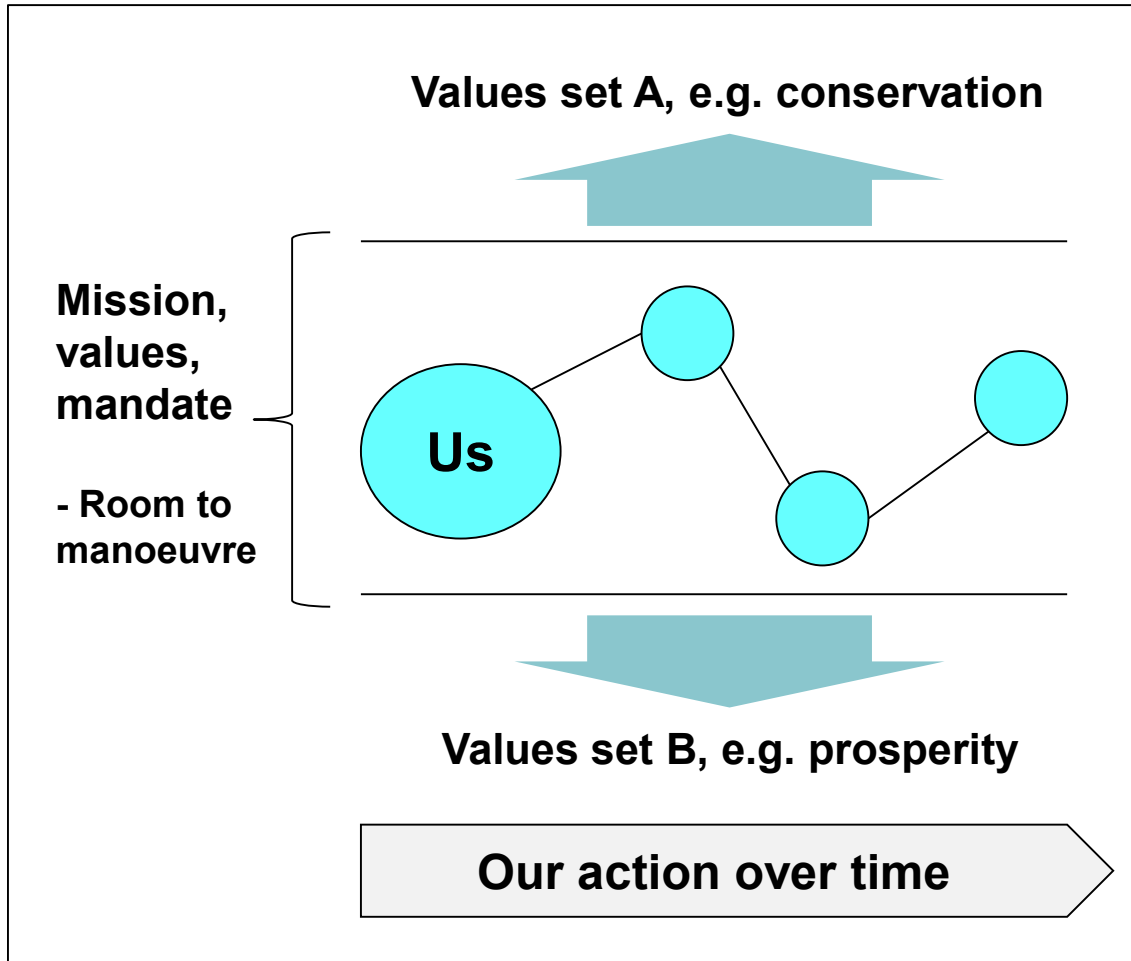 Values set A, e.g. conservation
Mission,
values,
mandate
- Room to
manoeuvre
Us
Values set B, e.g. prosperity
Our action over time